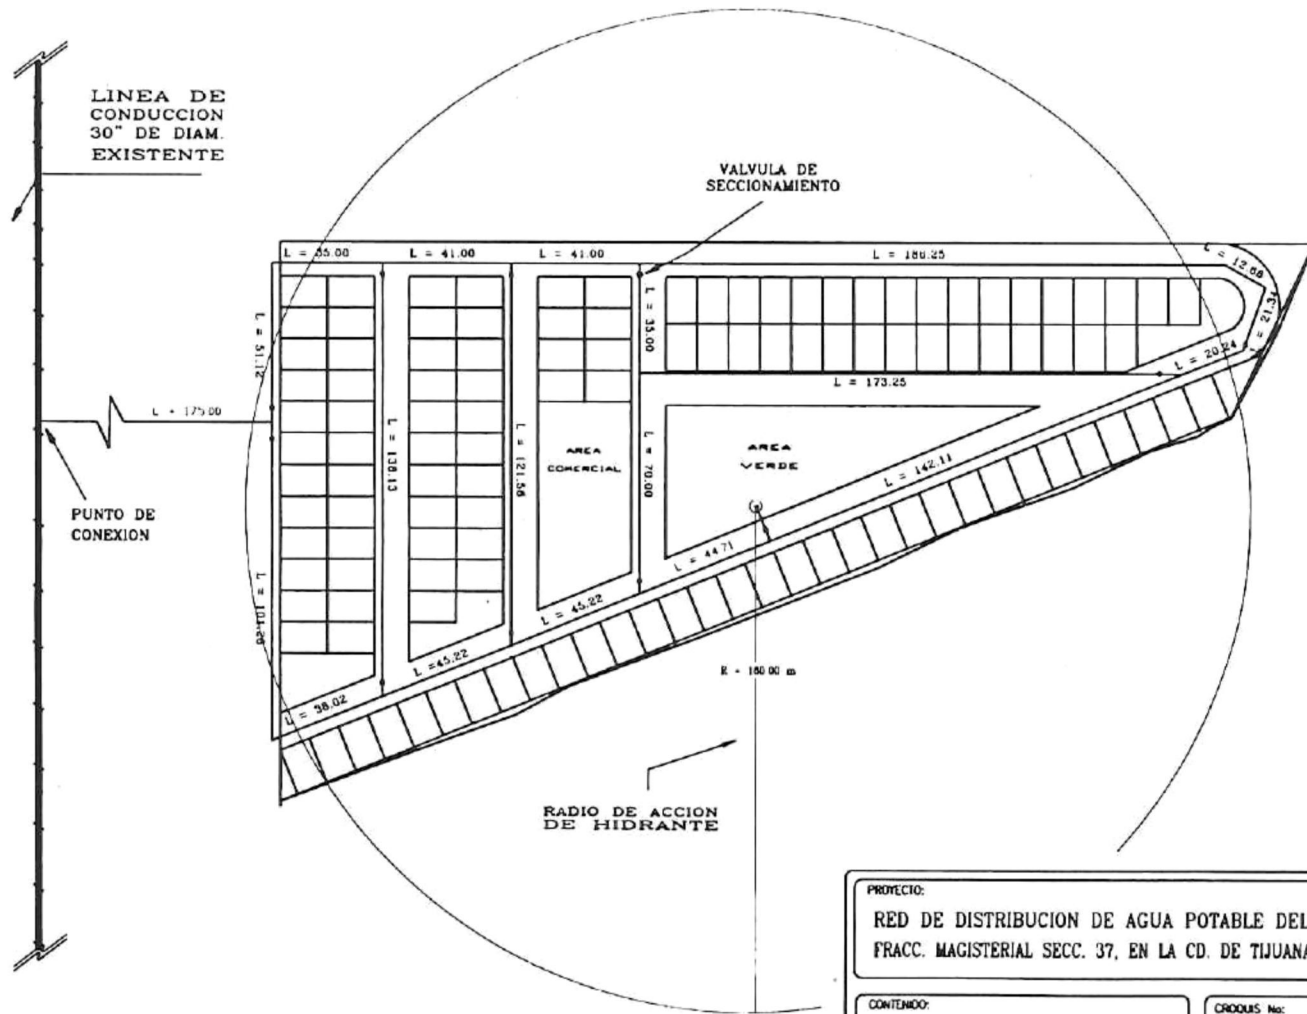 LINEA DE
CONDUCCION
30" DE DIAM.
EXISTENTE
VALVULA DE
SECCIONAMIENTO
L = 35.00
L = 41.00
L = 41.00
L = 186.25
L = 12.68
L = 21.34
L = 20.24
L = 51.12
L = 35.00
L = 173.25
L = 175.00
L = 138.13
L = 121.56
L = 70.00
AREA
COMERCIAL
AREA
VERDE
L = 142.11
PUNTO DE
CONEXION
L = 101.26
L = 44.71
L = 45.22
L =45.22
L = 38.02
R = 160.00 m
RADIO DE ACCION
DE HIDRANTE
PROYECTO:
RED DE DISTRIBUCION DE AGUA POTABLE DEL
FRACC. MAGISTERIAL SECC. 37, EN LA CD. DE TIJUANA
CONTENIDO:
CROQUIS No: